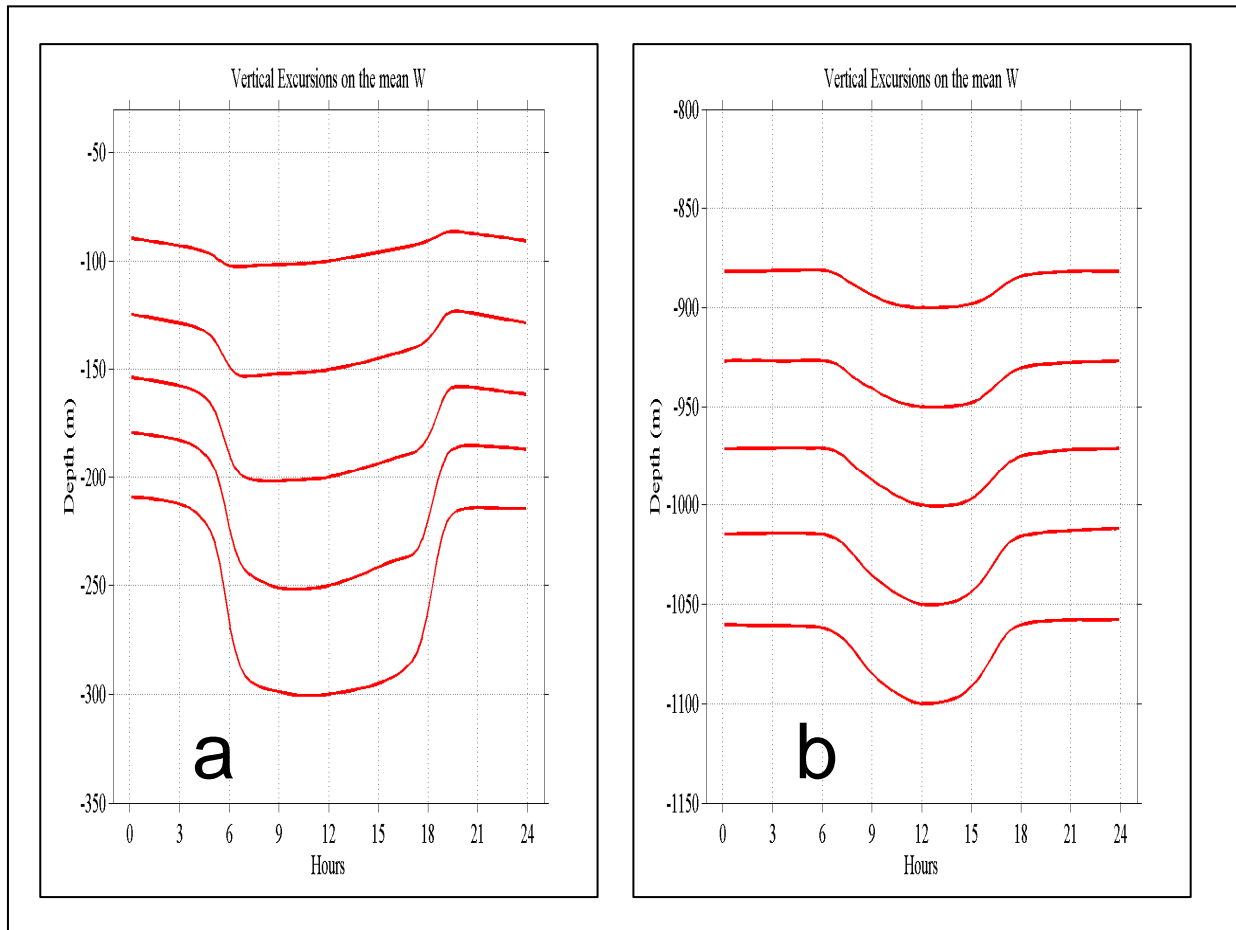 Vertical Excursions on the mean W
-50
-100
-150
-200
-250
-300
-350
Depth (m)
0 3 6 9 12 15 18 21 24
Hours
a
Vertical Excursions on the mean W
-800
-850
-900
-950
-1000
-1050
-1100
-1150
Depth (m)
0 3 6 9 12 15 18 21 24
Hours
b